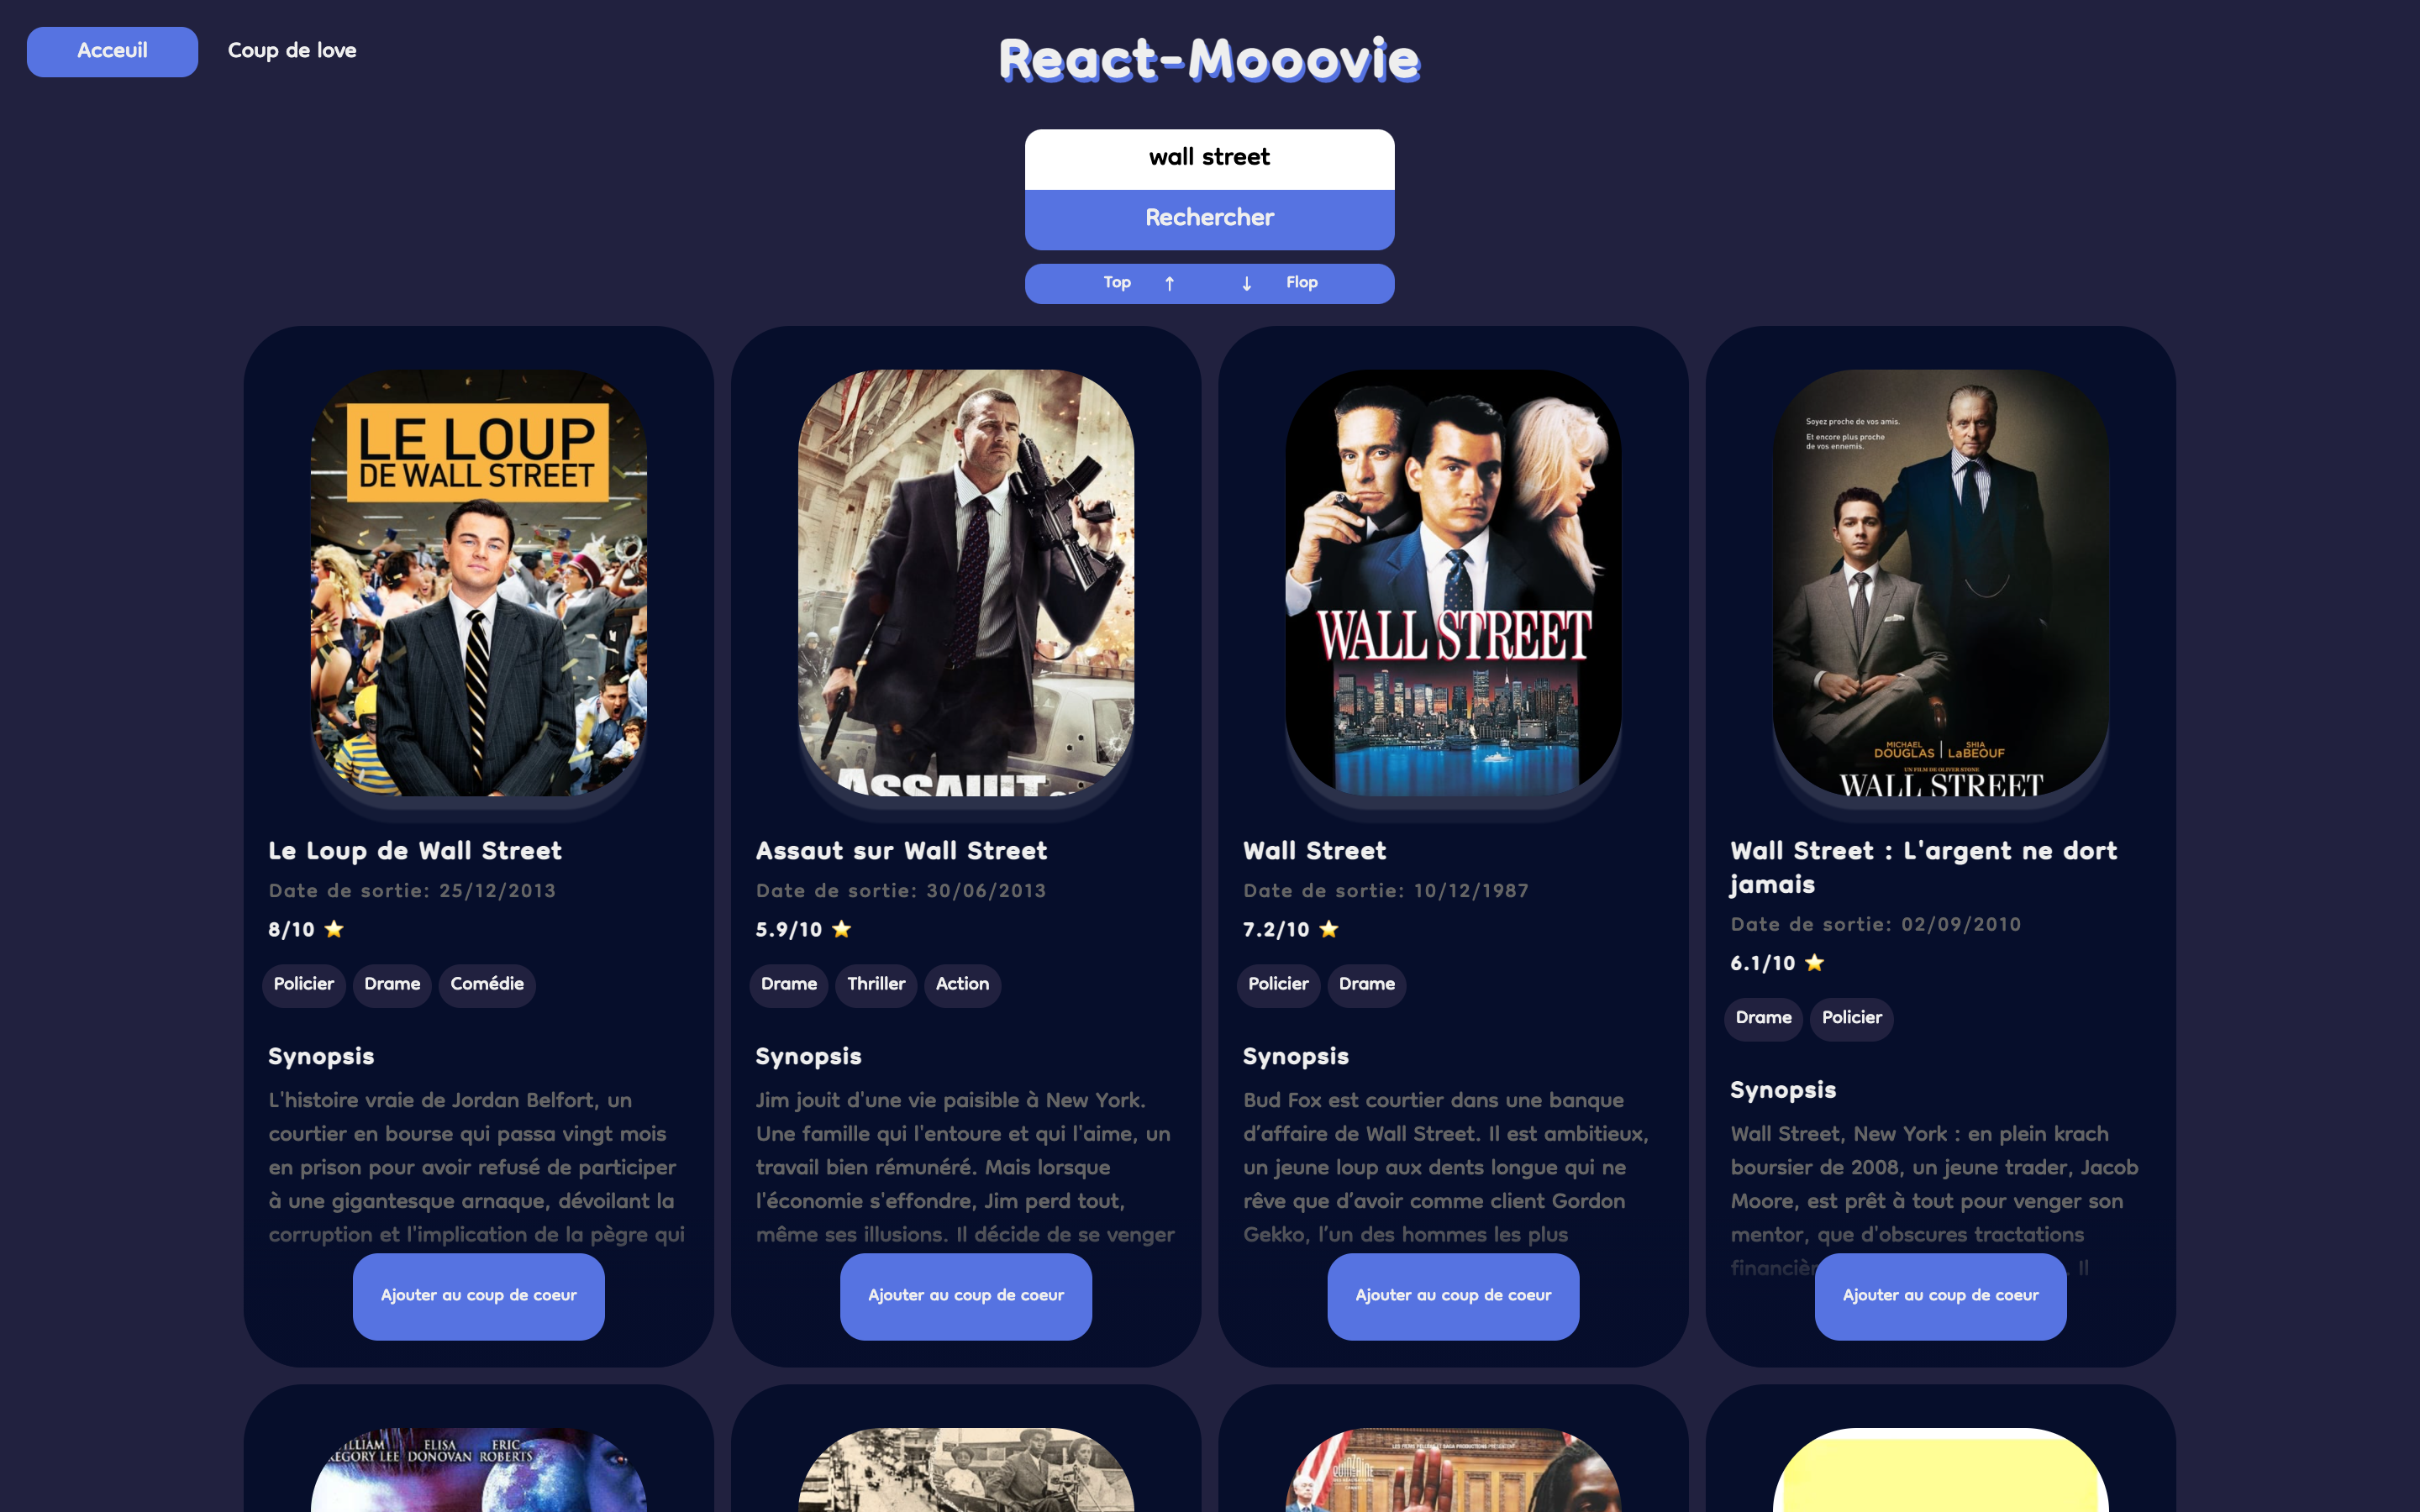 Acceuil
Coup de love
React-Mooovie
wall street
Rechercher
Top ↑ ↓ Flop
LE LOUP
DE WALL STREET
ASSAUT
WALL STREET
Soyez proche de vos amis.
Et encore plus proche
de vos ennemis.
MICHAEL DOUGLAS | SHIA LaBEOUF
UN FILM DE OLIVER STONE
WALL STREET
Le Loup de Wall Street
Date de sortie: 25/12/2013
8/10 ⭐
Policier Drame Comédie
Synopsis
L'histoire vraie de Jordan Belfort, un
courtier en bourse qui passa vingt mois
en prison pour avoir refusé de participer
à une gigantesque arnaque, dévoilant la
corruption et l'implication de la pègre qui
Ajouter au coup de coeur
Assaut sur Wall Street
Date de sortie: 30/06/2013
5.9/10 ⭐
Drame Thriller Action
Synopsis
Jim jouit d'une vie paisible à New York.
Une famille qui l'entoure et qui l'aime, un
travail bien rémunéré. Mais lorsque
l'économie s'effondre, Jim perd tout,
même ses illusions. Il décide de se venger
Ajouter au coup de coeur
Wall Street
Date de sortie: 10/12/1987
7.2/10 ⭐
Policier Drame
Synopsis
Bud Fox est courtier dans une banque
d’affaire de Wall Street. Il est ambitieux,
un jeune loup aux dents longue qui ne
rêve que d’avoir comme client Gordon
Gekko, l’un des hommes les plus
Ajouter au coup de coeur
Wall Street : L'argent ne dort
jamais
Date de sortie: 02/09/2010
6.1/10 ⭐
Drame Policier
Synopsis
Wall Street, New York : en plein krach
boursier de 2008, un jeune trader, Jacob
Moore, est prêt à tout pour venger son
mentor, que d'obscures tractations
financièr . Il
Ajouter au coup de coeur
ILLIAM
REGORY LEE
ELISA
DONOVAN
ERIC
ROBERTS